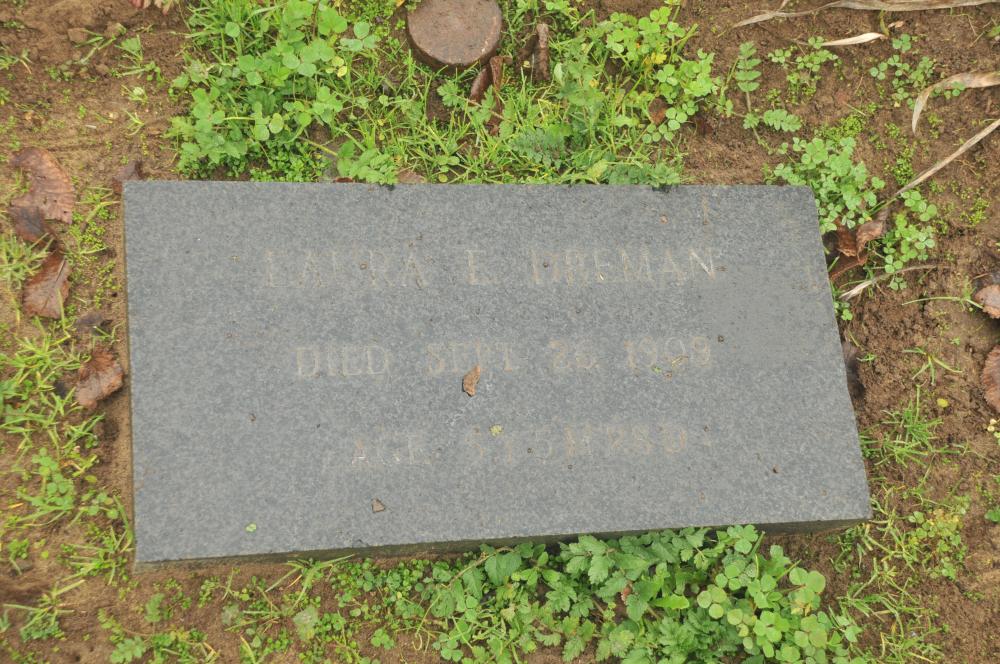 LAURA E. DREMAN
DIED SEPT. 26 1909
AGE